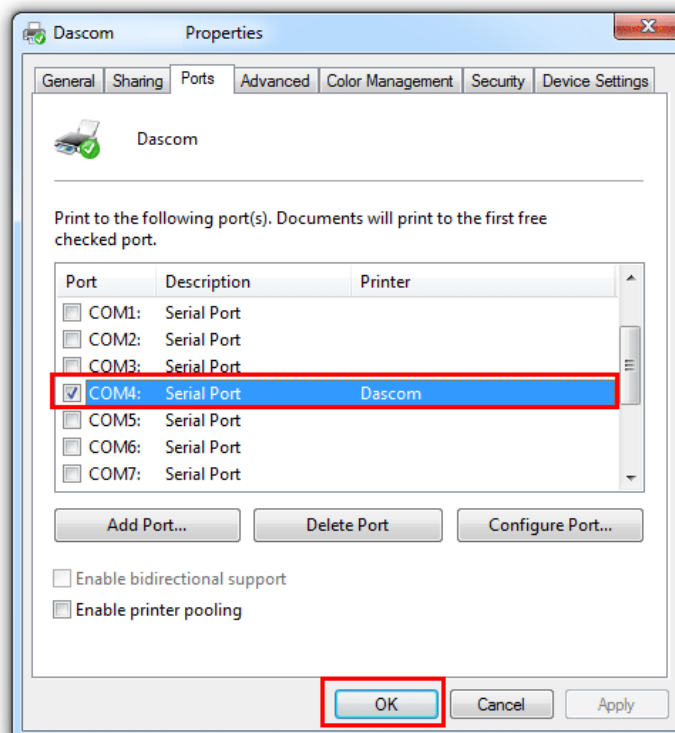 Dascom Properties
General Sharing Ports Advanced Color Management Security Device Settings
Dascom
Print to the following port(s). Documents will print to the first free
checked port.
Port Description Printer
COM1: Serial Port
COM2: Serial Port
COM3: Serial Port
COM4: Serial Port Dascom
COM5: Serial Port
COM6: Serial Port
COM7: Serial Port
Add Port... Delete Port Configure Port...
Enable bidirectional support
Enable printer pooling
OK Cancel Apply